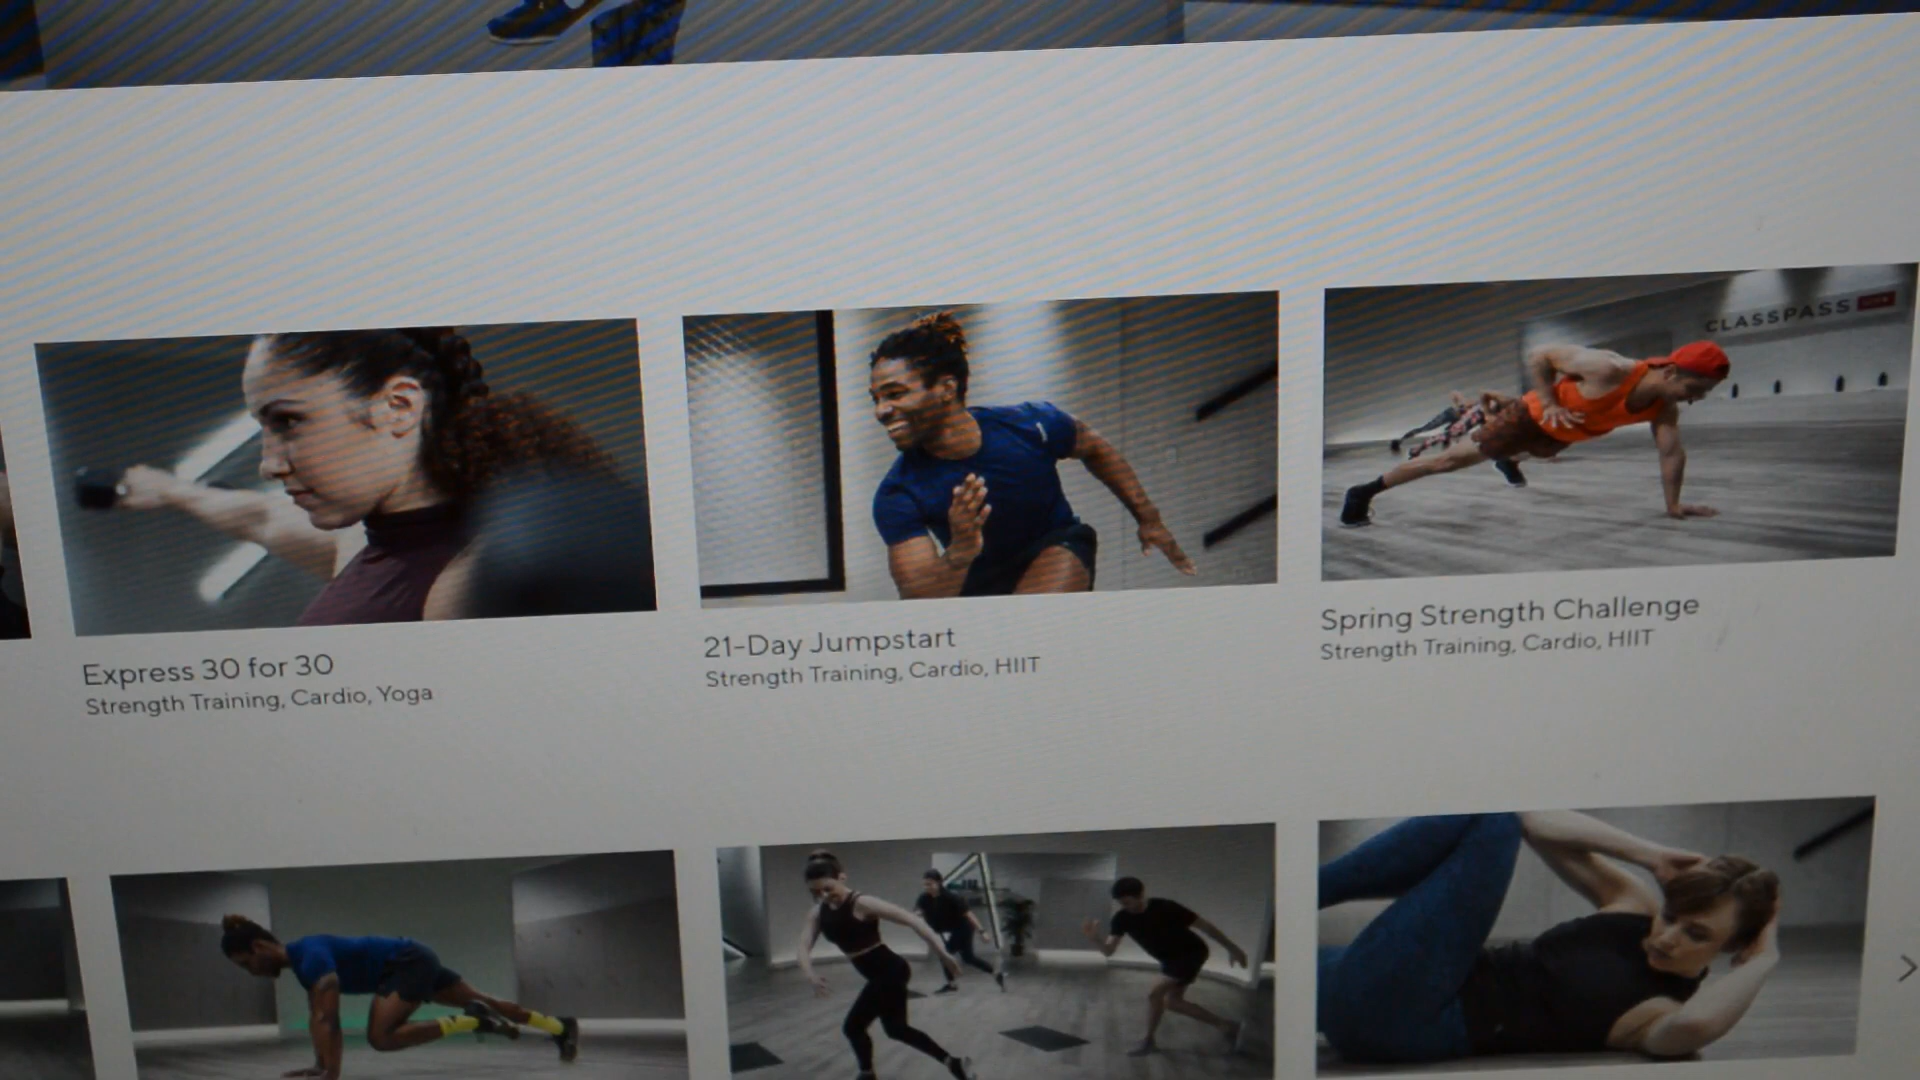 CLASSPASS
Express 30 for 30
Strength Training, Cardio, Yoga
21-Day Jumpstart
Strength Training, Cardio, HIIT
Spring Strength Challenge
Strength Training, Cardio, HIIT